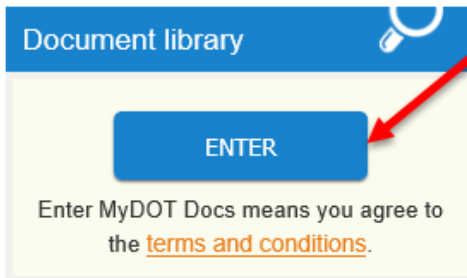 Document library
ENTER
Enter MyDOT Docs means you agree to
the terms and conditions.